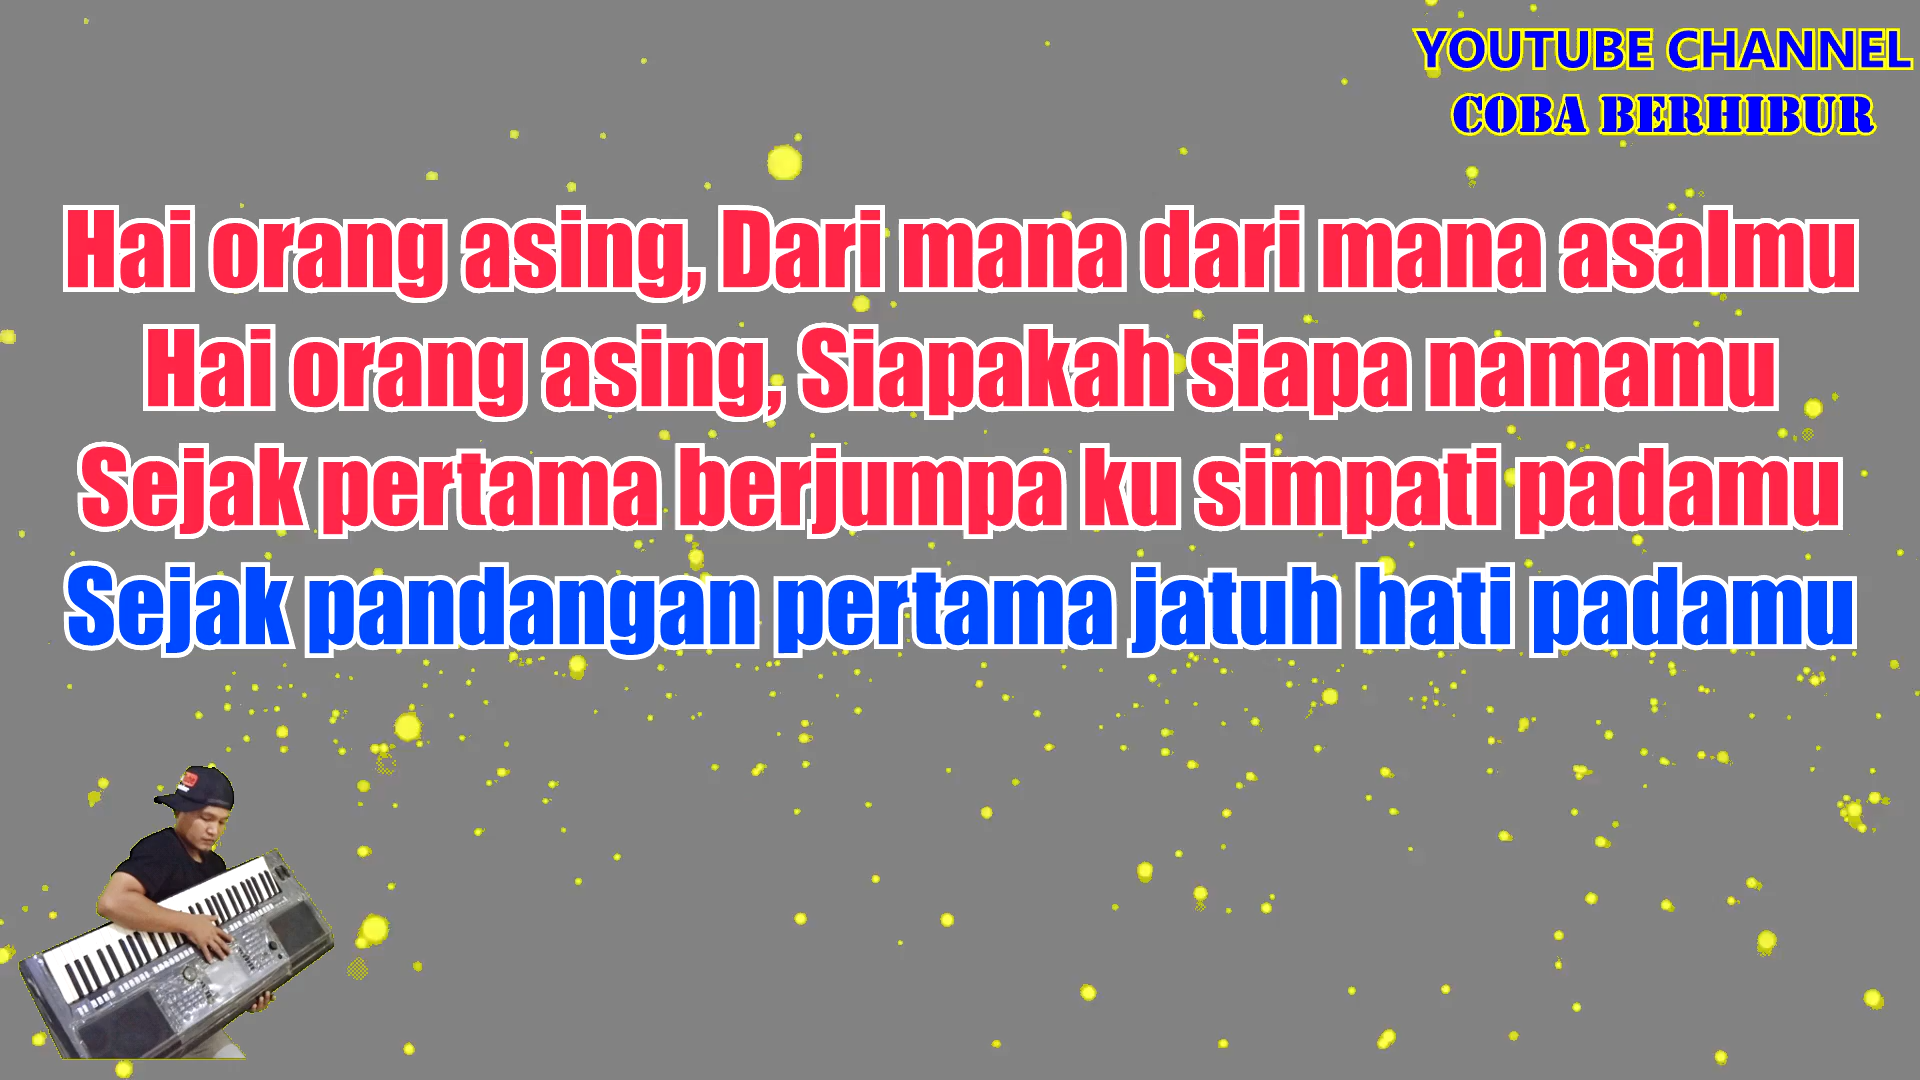 YOUTUBE CHANNEL
COBA BERHIBUR
Hai orang asing, Dari mana dari mana asalmu
Hai orang asing, Siapakah siapa namamu
Sejak pertama berjumpa ku simpati padamu
Sejak pandangan pertama jatuh hati padamu